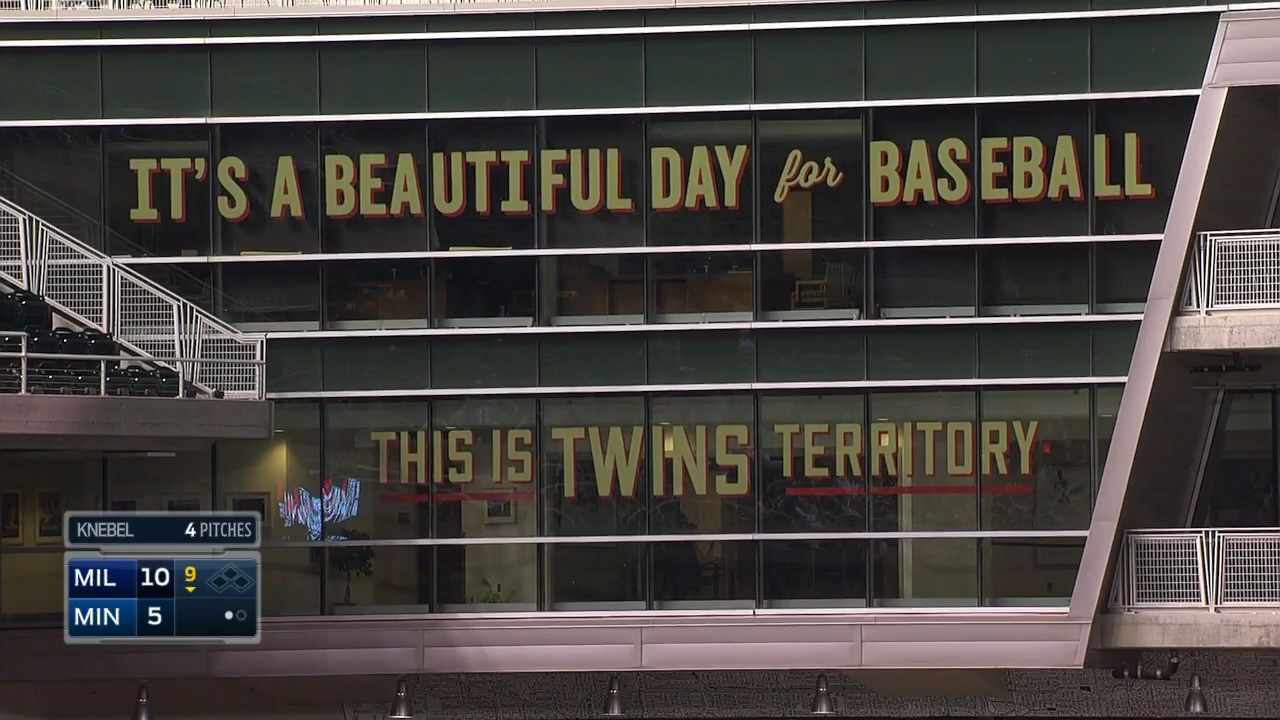 IT'S A BEAUTIFUL DAY for BASEBALL
THIS IS TWINS TERRITORY
KNEBEL 4 PITCHES
MIL 10 9
MIN 5